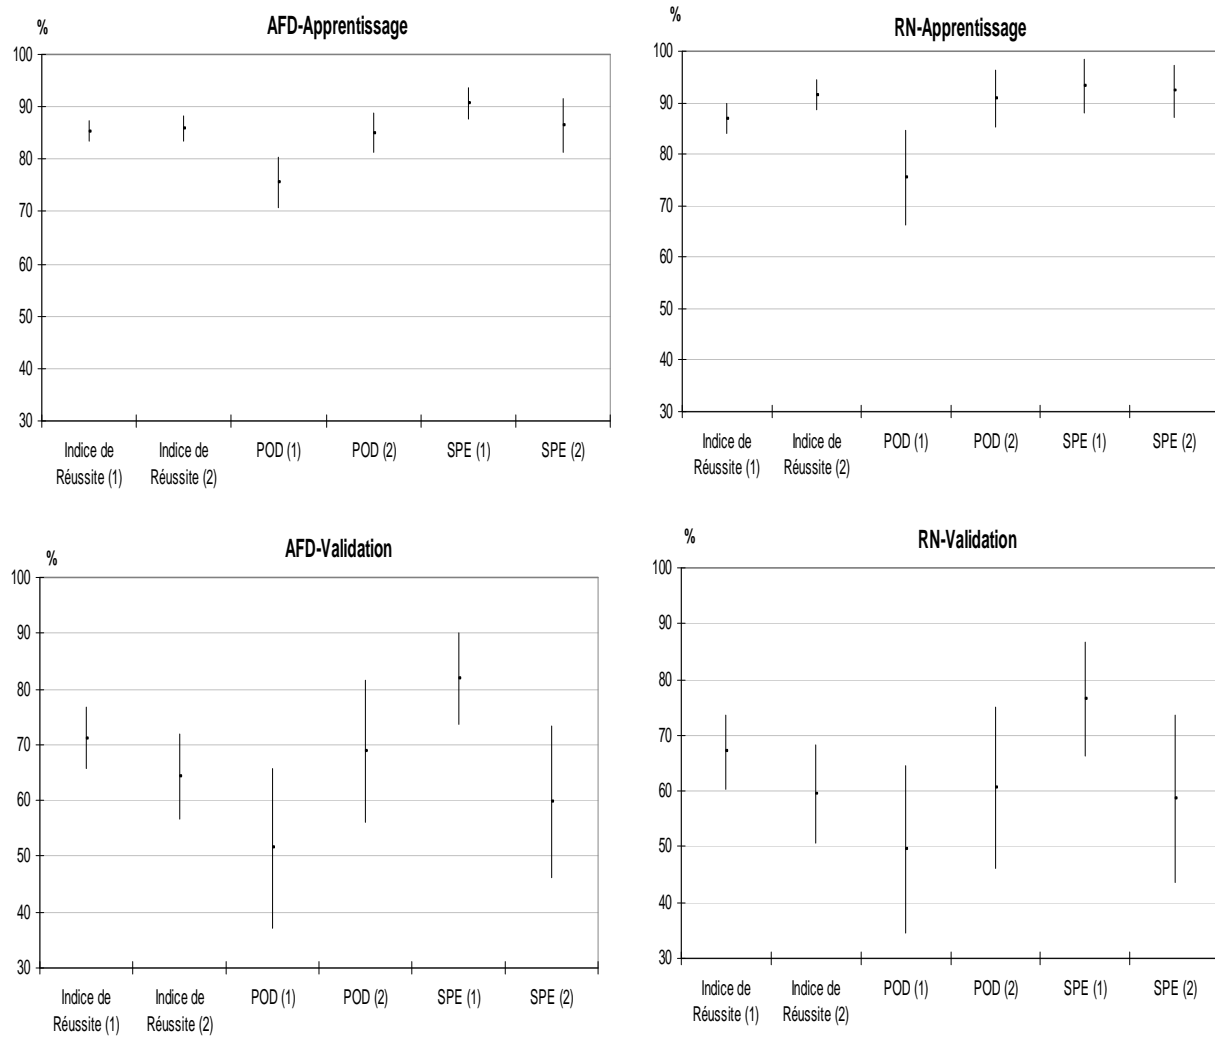 AFD-Apprentissage
%
100
90
80
70
60
50
40
30
Indice de Réussite (1)
Indice de Réussite (2)
POD (1)
POD (2)
SPE (1)
SPE (2)
RN-Apprentissage
%
100
90
80
70
60
50
40
30
Indice de Réussite (1)
Indice de Réussite (2)
POD (1)
POD (2)
SPE (1)
SPE (2)
AFD-Validation
%
100
90
80
70
60
50
40
30
Indice de Réussite (1)
Indice de Réussite (2)
POD (1)
POD (2)
SPE (1)
SPE (2)
RN-Validation
%
100
90
80
70
60
50
40
30
Indice de Réussite (1)
Indice de Réussite (2)
POD (1)
POD (2)
SPE (1)
SPE (2)